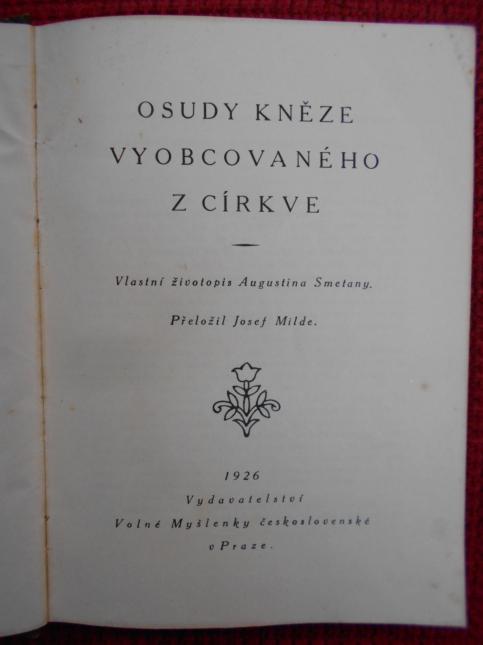 OSUDY KNĚZE
VYOBCOVANÉHO
Z CÍRKVE
Vlastní životopis Augustina Smetany.
Přeložil Josef Milde.
1926
Vydavatelství
Volné Myšlenky československé
v Praze.